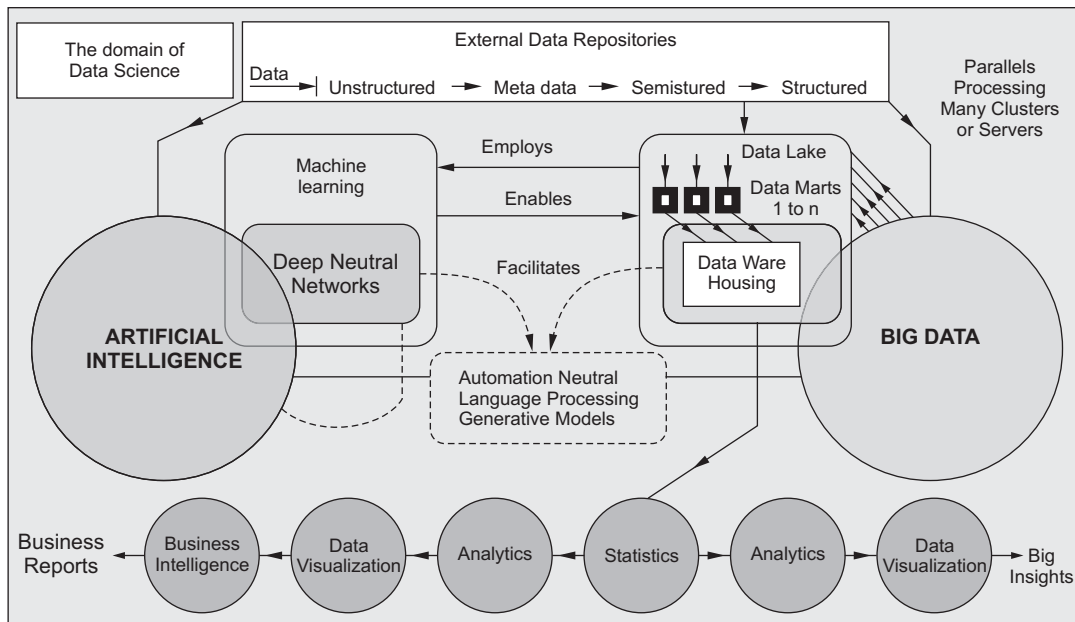 The domain of
Data Science
External Data Repositories
Data
Unstructured
Meta data
Semistured
Structured
Parallels
Processing
Many Clusters
or Servers
Machine
learning
Employs
Enables
Data Lake
Data Marts
1 to n
Deep Neutral
Networks
Facilitates
Data Ware
Housing
ARTIFICIAL
INTELLIGENCE
BIG DATA
Automation Neutral
Language Processing
Generative Models
Business
Reports
Business
Intelligence
Data
Visualization
Analytics
Statistics
Analytics
Data
Visualization
Big
Insights